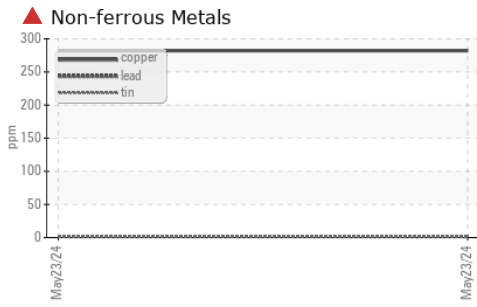 Non-ferrous Metals
300
250
200
150
100
50
0
ppm
copper
lead
tin
May23/24
May23/24